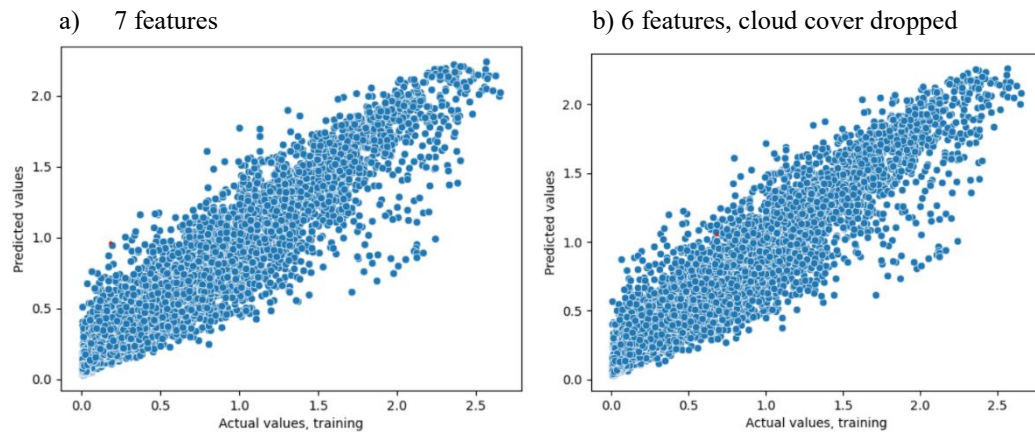 a) 7 features
b) 6 features, cloud cover dropped
Predicted values
2.0
1.5
1.0
0.5
0.0
0.0 0.5 1.0 1.5 2.0 2.5
Actual values, training
Predicted values
2.0
1.5
1.0
0.5
0.0
0.0 0.5 1.0 1.5 2.0 2.5
Actual values, training